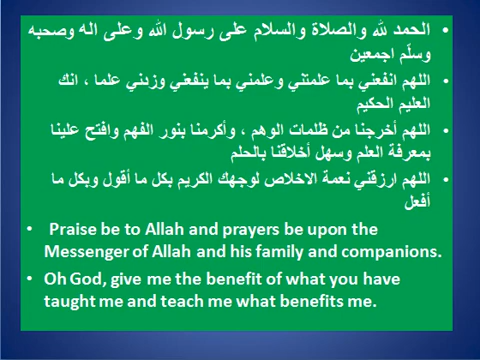 • الحمد لله والصلاة والسلام على رسول الله وعلى اله وصحبه
وسلّم اجمعين
• اللهم انفعني بما علمتني وعلمني بما ينفعني وزدني علما ، انك
العليم الحكيم
• اللهم أخرجنا من ظلمات الوهم ، وأكرمنا بنور الفهم وافتح علينا
بمعرفة العلم وسهل أخلاقنا بالحلم
• اللهم ارزقني نعمة الاخلاص لوجهك الكريم بكل ما أقول وبكل ما
أفعل
• Praise be to Allah and prayers be upon the
Messenger of Allah and his family and companions.
• Oh God, give me the benefit of what you have
taught me and teach me what benefits me.